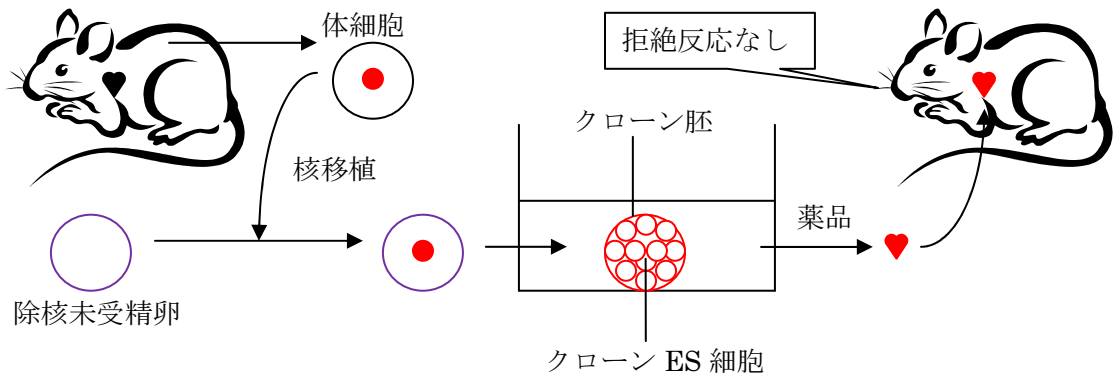 体細胞
拒絶反応なし
クローン胚
核移植
薬品
除核未受精卵
クローン ES 細胞